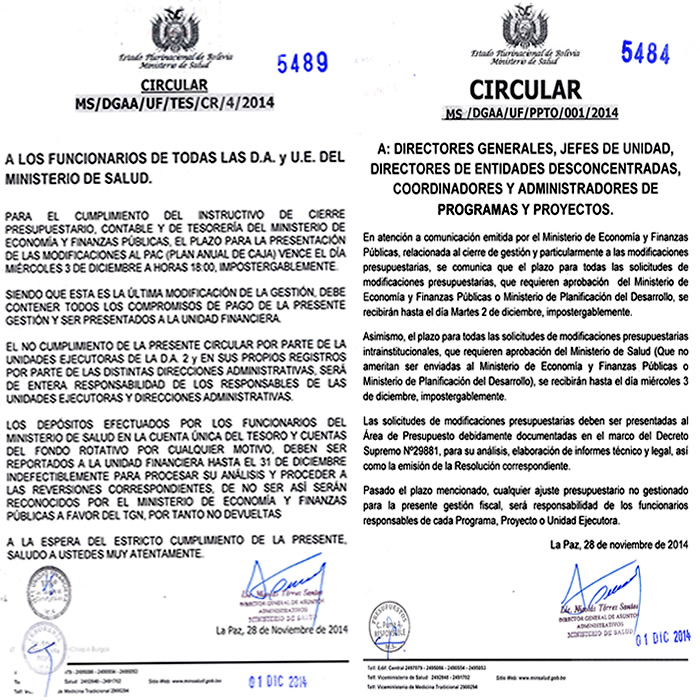 Estado Plurinacional de Bolivia
Ministerio de Salud
5489
CIRCULAR
MS/DGAA/UF/TES/CR/4/2014
A LOS FUNCIONARIOS DE TODAS LAS D.A. y U.E. DEL
MINISTERIO DE SALUD.
PARA EL CUMPLIMIENTO DEL INSTRUCTIVO DE CIERRE
PRESUPUESTARIO, CONTABLE Y DE TESORERÍA DEL MINISTERIO DE
ECONOMÍA Y FINANZAS PÚBLICAS, EL PLAZO PARA LA PRESENTACIÓN
DE LAS MODIFICACIONES AL PAC (PLAN ANUAL DE CAJA) VENCE EL DÍA
MIÉRCOLES 3 DE DICIEMBRE A HORAS 18:00, IMPOSTERGABLEMENTE.
SIENDO QUE ESTA ES LA ÚLTIMA MODIFICACIÓN DE LA GESTIÓN, DEBE
CONTENER TODOS LOS COMPROMISOS DE PAGO DE LA PRESENTE
GESTIÓN Y SER PRESENTADOS A LA UNIDAD FINANCIERA.
EL NO CUMPLIMIENTO DE LA PRESENTE CIRCULAR POR PARTE DE LA
UNIDADES EJECUTORAS DE LA D.A. 2 y EN SUS PROPIOS REGISTROS
POR PARTE DE LAS DISTINTAS DIRECCIONES ADMINISTRATIVAS, SERÁ
DE ENTERA RESPONSABILIDAD DE LOS RESPONSABLES DE LAS
UNIDADES EJECUTORAS Y DIRECCIONES ADMINISTRATIVAS.
LOS DEPÓSITOS EFECTUADOS POR LOS FUNCIONARIOS DEL
MINISTERIO DE SALUD EN LA CUENTA ÚNICA DEL TESORO Y CUENTAS
DEL FONDO ROTATIVO POR CUALQUIER MOTIVO, DEBEN SER
REPORTADOS A LA UNIDAD FINANCIERA HASTA EL 31 DE DICIEMBRE
INDEFECTIBLEMENTE PARA PROCESAR SU ANÁLISIS Y PROCEDER A
LAS REVERSIONES CORRESPONDIENTES, DE NO SER ASÍ SERÁN
RECONOCIDOS POR EL MINISTERIO DE ECONOMÍA Y FINANZAS
PÚBLICAS A FAVOR DEL TGN, POR TANTO NO DEVUELTAS
A LA ESPERA DEL ESTRICTO CUMPLIMIENTO DE LA PRESENTE,
SALUDO A USTEDES MUY ATENTAMENTE.
Lic. Nicolás Tórrez Santos
DIRECTOR GENERAL DE ASUNTOS
ADMINISTRATIVOS
MINISTERIO DE SALUD
La Paz, 28 de Noviembre de 2014
2495086 - 2490554 - 2495053
Salud 2492848 - 2491702 Sitio Web: www.minsalud.gob.bo
de Medicina Tradicional 2900294
01 DIC 2014
Estado Plurinacional de Bolivia
Ministerio de Salud
5484
CIRCULAR
MS/DGAA/UF/PPTO/001/2014
A: DIRECTORES GENERALES, JEFES DE UNIDAD,
DIRECTORES DE ENTIDADES DESCONCENTRADAS,
COORDINADORES Y ADMINISTRADORES DE
PROGRAMAS Y PROYECTOS.
En atención a comunicación emitida por el Ministerio de Economía y Finanzas
Públicas, relacionada al cierre de gestión y particularmente a las modificaciones
presupuestarias, se comunica que el plazo para todas las solicitudes de
modificaciones presupuestarias, que requieren aprobación del Ministerio de
Economía y Finanzas Públicas o Ministerio de Planificación del Desarrollo, se
recibirán hasta el día Martes 2 de diciembre, impostergablemente.
Asimismo, el plazo para todas las solicitudes de modificaciones presupuestarias
intrainstitucionales, que requieren aprobación del Ministerio de Salud (Que no
ameritan ser enviadas al Ministerio de Economía y Finanzas Públicas o
Ministerio de Planificación del Desarrollo), se recibirán hasta el día miércoles 3
de diciembre, impostergablemente.
Las solicitudes de modificaciones presupuestarias deben ser presentadas al
Área de Presupuesto debidamente documentadas en el marco del Decreto
Supremo Nº29881, para su análisis, elaboración de informes técnico y legal, así
como la emisión de la Resolución correspondiente.
Pasado el plazo mencionado, cualquier ajuste presupuestario no gestionado
para la presente gestión fiscal, será responsabilidad de los funcionarios
responsables de cada Programa, Proyecto o Unidad Ejecutora.
La Paz, 28 de noviembre de 2014
Lic. Nicolás Tórrez Santos
DIRECTOR GENERAL DE ASUNTOS
ADMINISTRATIVOS
MINISTERIO DE SALUD
PRESUPUESTOS
RESPONSABLE
M.S.
01 DIC 2014
Telf: Edif. Central 2497079 - 2495086 - 2490554 - 2495053
Telf: Viceministerio de Salud 2492848 - 2491702 Sitio Web: www.minsalud.gob.bo
Telf: Viceministerio de Medicina Tradicional 2900294